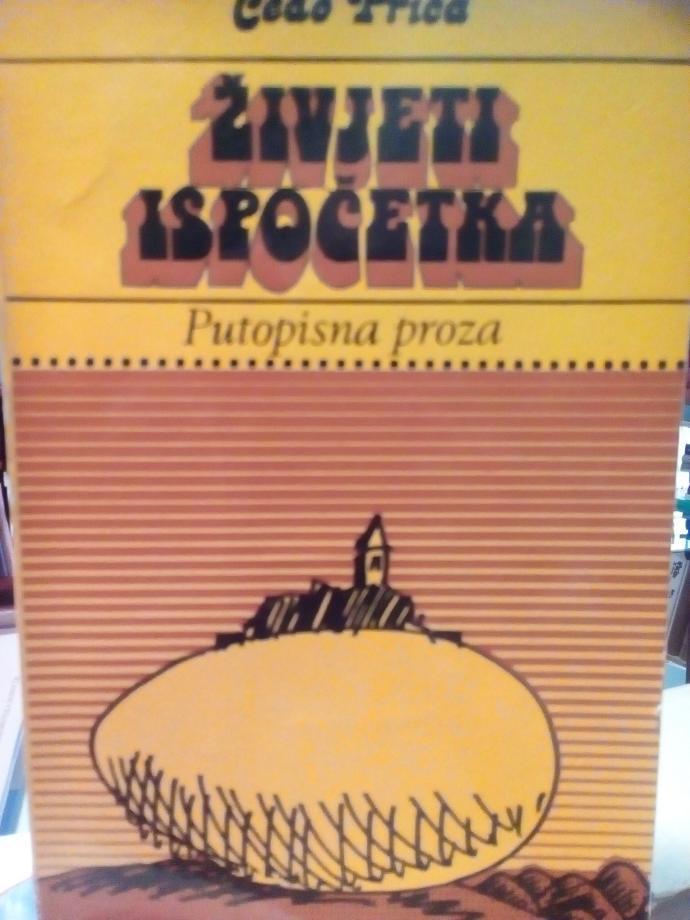 Čedo Prica
ŽIVJETI
ISPOČETKA
Putopisna proza